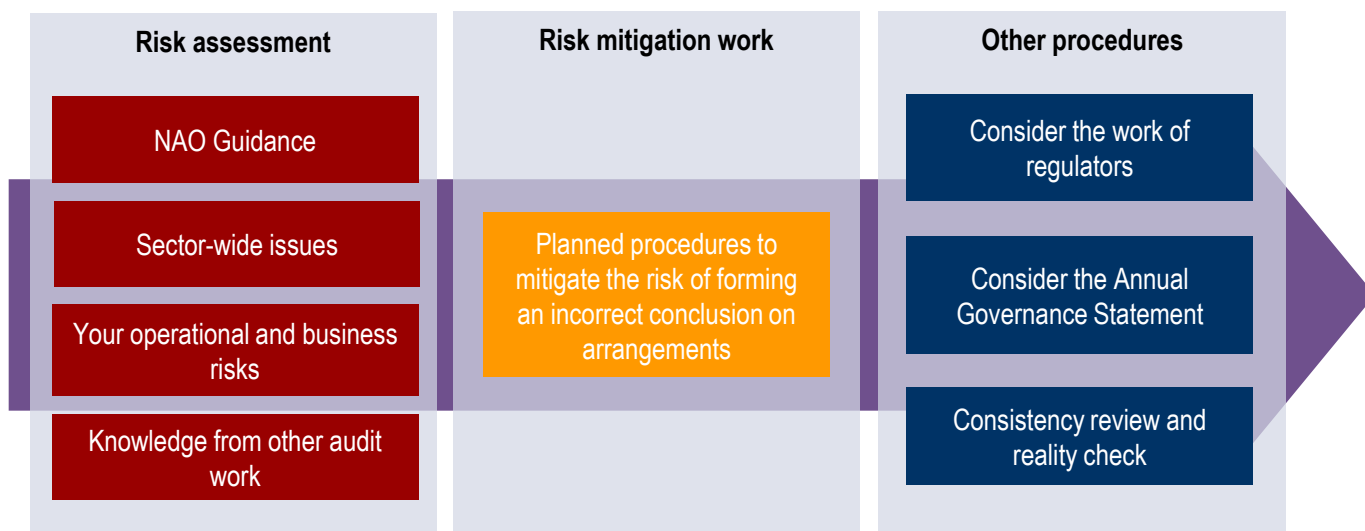 Risk assessment
NAO Guidance
Sector-wide issues
Your operational and business
risks
Knowledge from other audit
work
Risk mitigation work
Planned procedures to
mitigate the risk of forming
an incorrect conclusion on
arrangements
Other procedures
Consider the work of
regulators
Consider the Annual
Governance Statement
Consistency review and
reality check